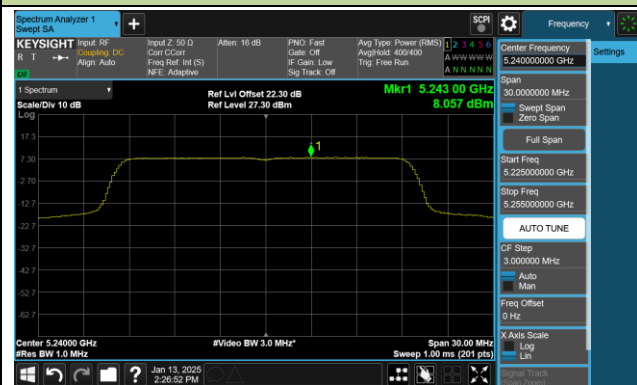 Spectrum Analyzer 1
Swept SA
SCPI
Frequency
KEYSIGHT
R T
LXI
Input: RF
Coupling: DC
Align: Auto
Input Z: 50 Ω
Corr CCorr
Freq Ref: Int (S)
NFE: Adaptive
Atten: 16 dB
PNO: Fast
Gate: Off
IF Gain: Low
Sig Track: Off
Avg Type: Power (RMS)
Avg|Hold: 400/400
Trig: Free Run
1 2 3 4 5 6
A W W W W W
A N N N N N
1 Spectrum
Scale/Div 10 dB
Log
Ref Lvl Offset 22.30 dB
Ref Level 27.30 dBm
Mkr1 5.243 00 GHz
8.057 dBm
17.3
7.30
-2.70
-12.7
-22.7
-32.7
-42.7
-52.7
-62.7
1
Center 5.24000 GHz
#Res BW 1.0 MHz
#Video BW 3.0 MHz*
Span 30.00 MHz
Sweep 1.00 ms (201 pts)
Jan 13, 2025
2:26:52 PM
Center Frequency
5.240000000 GHz
Span
30.0000000 MHz
Swept Span
Zero Span
Full Span
Start Freq
5.225000000 GHz
Stop Freq
5.255000000 GHz
AUTO TUNE
CF Step
3.000000 MHz
Auto
Man
Freq Offset
0 Hz
X Axis Scale
Log
Lin
Signal Track
(Span Zoom)
Settings